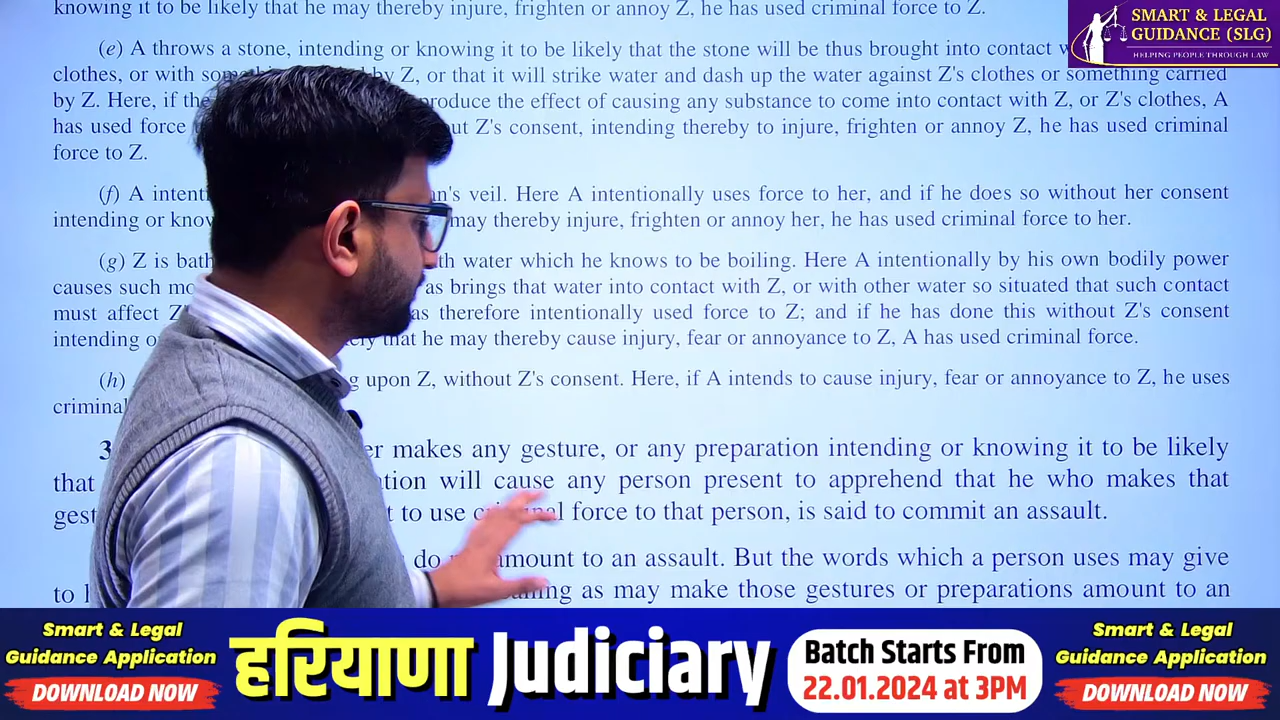 knowing it to be likely that he may thereby injure, frighten or annoy Z, he has used criminal force to Z.
SMART & LEGAL
GUIDANCE (SLG)
HELPING PEOPLE THROUGH LAW
(e) A throws a stone, intending or knowing it to be likely that the stone will be thus brought into contact
clothes, or with by Z, or that it will strike water and dash up the water against Z's clothes or something carried
by Z. Here, if the produce the effect of causing any substance to come into contact with Z, or Z's clothes, A
has used force Z's consent, intending thereby to injure, frighten or annoy Z, he has used criminal
force to Z.
(f) A veil. Here A intentionally uses force to her, and if he does so without her consent
intending or may thereby injure, frighten or annoy her, he has used criminal force to her.
(g) Z is water which he knows to be boiling. Here A intentionally by his own bodily power
causes such as brings that water into contact with Z, or with other water so situated that such contact
must affect therefore intentionally used force to Z; and if he has done this without Z's consent
intending that he may thereby cause injury, fear or annoyance to Z, A has used criminal force.
(h) upon Z, without Z's consent. Here, if A intends to cause injury, fear or annoyance to Z, he uses
criminal
makes any gesture, or any preparation intending or knowing it to be likely
that will cause any person present to apprehend that he who makes that
to use criminal force to that person, is said to commit an assault.
do amount to an assault. But the words which a person uses may give
to as may make those gestures or preparations amount to an
Smart & Legal
Guidance Application
DOWNLOAD NOW
हरियाणा Judiciary
Batch Starts From
22.01.2024 at 3PM
Smart & Legal
Guidance Application
DOWNLOAD NOW